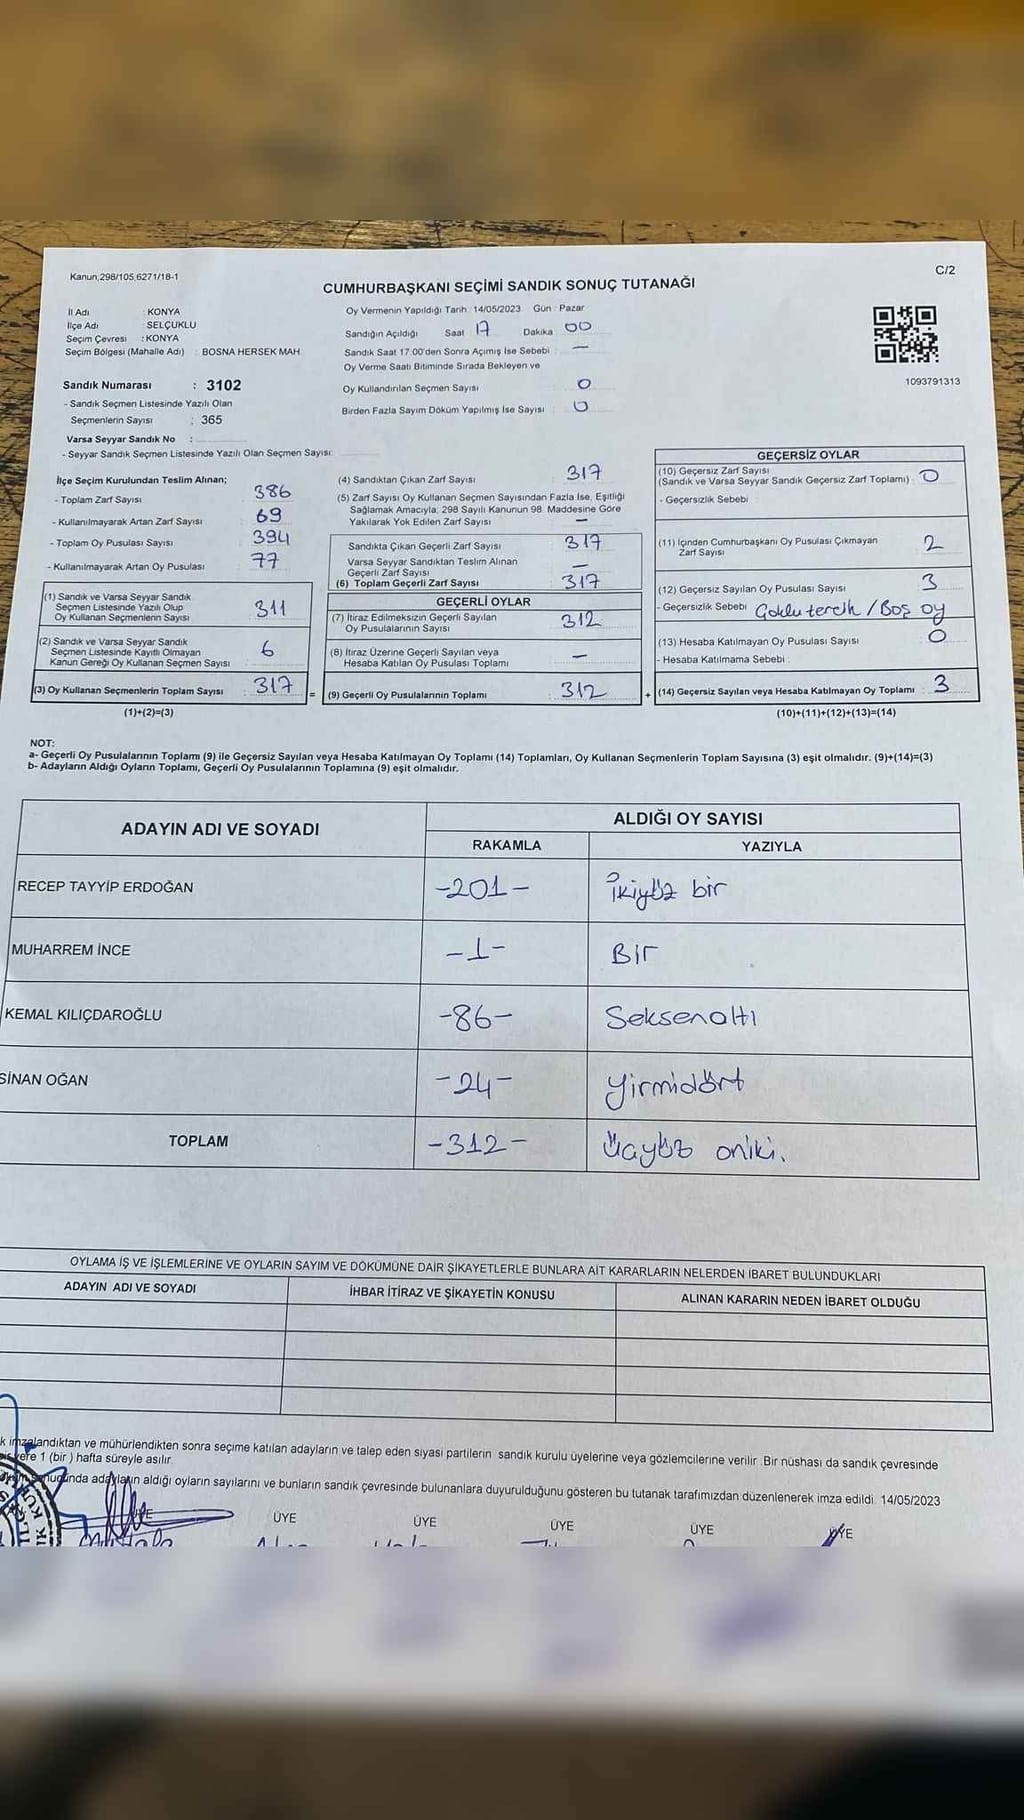 Kanun;298/105,6271/18-1
C/2
CUMHURBAŞKANI SEÇİMİ SANDIK SONUÇ TUTANAĞI
İl Adı : KONYA
İlçe Adı : SELÇUKLU
Seçim Çevresi : KONYA
Seçim Bölgesi (Mahalle Adı) : BOSNA HERSEK MAH
Sandık Numarası : 3102
- Sandık Seçmen Listesinde Yazılı Olan
Seçmenlerin Sayısı : 365
Varsa Seyyar Sandık No :
- Seyyar Sandık Seçmen Listesinde Yazılı Olan Seçmen Sayısı:
Oy Vermenin Yapıldığı Tarih : 14/05/2023 Gün : Pazar
Sandığın Açıldığı Saat 17 Dakika 00
Sandık Saat 17:00'den Sonra Açımış İse Sebebi : —
Oy Verme Saati Bitiminde Sırada Bekleyen ve
Oy Kullandırılan Seçmen Sayısı 0
Birden Fazla Sayım Döküm Yapılmış İse Sayısı : 0
1093791313
İlçe Seçim Kurulundan Teslim Alınan;
- Toplam Zarf Sayısı 386
- Kullanılmayarak Artan Zarf Sayısı 69
- Toplam Oy Pusulası Sayısı 394
- Kullanılmayarak Artan Oy Pusulası 77
(1) Sandık ve Varsa Seyyar Sandık
Seçmen Listesinde Yazılı Olup
Oy Kullanan Seçmenlerın Sayısı 311
(2) Sandık ve Varsa Seyyar Sandık
Seçmen Listesinde Kayıtlı Olmayan
Kanun Gereği Oy Kullanan Seçmen Sayısı 6
(3) Oy Kullanan Seçmenlerin Toplam Sayısı 317
(1)+(2)=(3)
(4) Sandıktan Çıkan Zarf Sayısı 317
(5) Zarf Sayısı Oy Kullanan Seçmen Sayısından Fazla İse, Eşitliği
Sağlamak Amacıyla, 298 Sayılı Kanunun 98. Maddesine Göre
Yakılarak Yok Edilen Zarf Sayısı —
Sandıkta Çıkan Geçerli Zarf Sayısı 317
Varsa Seyyar Sandıktan Teslim Alınan
Geçerli Zarf Sayısı —
(6) Toplam Geçerli Zarf Sayısı 317
GEÇERLİ OYLAR
(7) İtiraz Edilmeksizin Geçerli Sayılan
Oy Pusulalarının Sayısı 312
(8) İtiraz Üzerine Geçerli Sayılan veya
Hesaba Katılan Oy Pusulası Toplamı —
= (9) Geçerli Oy Pusulalarının Toplamı 312
GEÇERSİZ OYLAR
(10) Geçersiz Zarf Sayısı
(Sandık ve Varsa Seyyar Sandık Geçersiz Zarf Toplamı) : 0
- Geçersizlik Sebebi :
(11) İçinden Cumhurbaşkanı Oy Pusulası Çıkmayan
Zarf Sayısı 2
(12) Geçersiz Sayılan Oy Pusulası Sayısı 3
- Geçersizlik Sebebi : Çoklu tercih / Boş oy
(13) Hesaba Katılmayan Oy Pusulası Sayısı 0
- Hesaba Katılmama Sebebi :
+ (14) Geçersiz Sayılan veya Hesaba Katılmayan Oy Toplamı : 3
(10)+(11)+(12)+(13)=(14)
NOT:
a- Geçerli Oy Pusulalarının Toplamı (9) ile Geçersiz Sayılan veya Hesaba Katılmayan Oy Toplamı (14) Toplamları, Oy Kullanan Seçmenlerin Toplam Sayısına (3) eşit olmalıdır. (9)+(14)=(3)
b- Adayların Aldığı Oyların Toplamı, Geçerli Oy Pusulalarının Toplamına (9) eşit olmalıdır.
ADAYIN ADI VE SOYADI
ALDIĞI OY SAYISI
RAKAMLA YAZIYLA
RECEP TAYYİP ERDOĞAN -201- İkiyüz bir
MUHARREM İNCE -1- Bir
KEMAL KILIÇDAROĞLU -86- Seksenaltı
SİNAN OĞAN -24- Yirmidört
TOPLAM -312- Üçyüz oniki.
OYLAMA İŞ VE İŞLEMLERİNE VE OYLARIN SAYIM VE DÖKÜMÜNE DAİR ŞİKAYETLERLE BUNLARA AİT KARARLARIN NELERDEN İBARET BULUNDUKLARI
ADAYIN ADI VE SOYADI İHBAR İTİRAZ VE ŞİKAYETİN KONUSU ALINAN KARARIN NEDEN İBARET OLDUĞU
k imzalandıktan ve mühürlendikten sonra seçime katılan adayların ve talep eden siyasi partilerin sandık kurulu üyelerine veya gözlemcilerine verilir. Bir nüshası da sandık çevresinde
yere 1 (bir) hafta süreyle asılır.
adayların aldığı oyların sayılarını ve bunların sandık çevresinde bulunanlara duyurulduğunu gösteren bu tutanak tarafımızdan düzenlenerek imza edildi. 14/05/2023
ÜYE ÜYE ÜYE ÜYE ÜYE